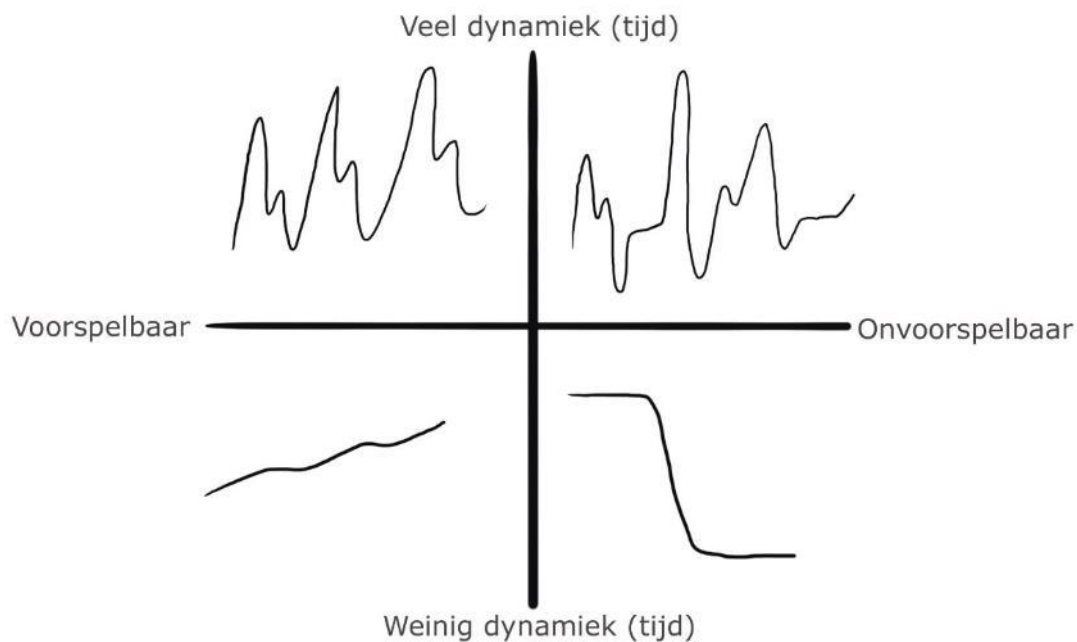 Veel dynamiek (tijd)
Voorspelbaar
Onvoorspelbaar
Weinig dynamiek (tijd)